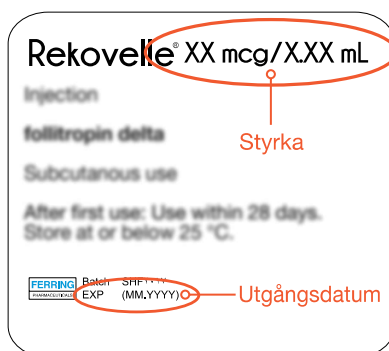 Rekovelle® XX mcg/X.XX mL
Injection
follitropin delta
Styrka
Subcutanous use
After first use: Use within 28 days.
Store at or below 25 °C.
FERRING
PHARMACEUTICALS
Batch
EXP (MM.YYYY)
Utgångsdatum